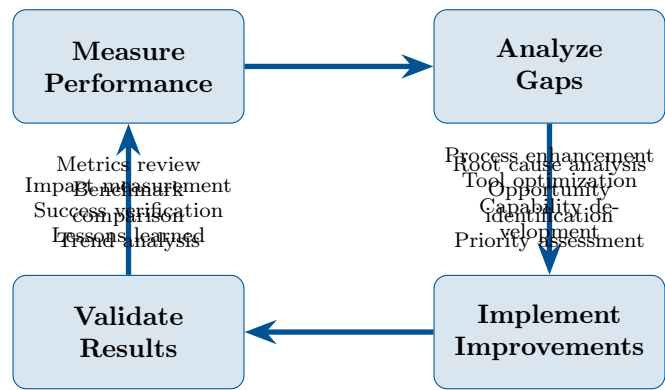 Measure
Performance
Analyze
Gaps
Metrics review
Benchmark
comparison
Trend analysis
Impact measurement
Success verification
Lessons learned
Root cause analysis
Opportunity
identification
Priority assessment
Process enhancement
Tool optimization
Capability de-
velopment
Validate
Results
Implement
Improvements